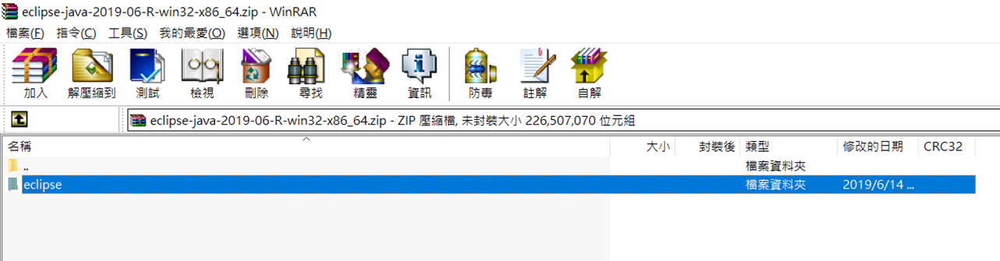 eclipse-java-2019-06-R-win32-x86_64.zip - WinRAR
檔案(F) 指令(C) 工具(S) 我的最愛(O) 選項(N) 說明(H)
加入 解壓縮到 測試 檢視 刪除 尋找 精靈 資訊 防毒 註解 自解
eclipse-java-2019-06-R-win32-x86_64.zip - ZIP 壓縮檔, 未封裝大小 226,507,070 位元組
名稱 大小 封裝後 類型 修改的日期 CRC32
.. 檔案資料夾
eclipse 檔案資料夾 2019/6/14 ...